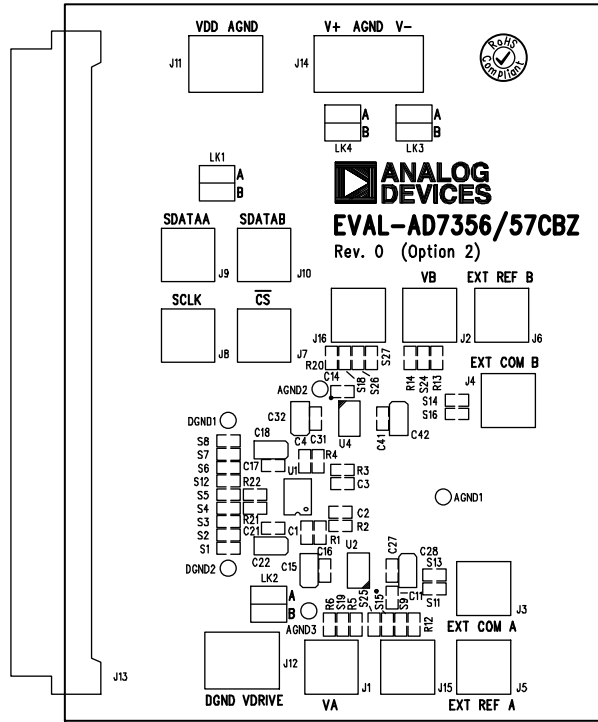 VDD AGND
V+ AGND V-
J11
J14
RoHS Compliant
A
B
LK4
A
B
LK3
LK1
A
B
ANALOG
DEVICES
EVAL-AD7356/57CBZ
Rev. 0 (Option 2)
SDATAA
SDATAB
J9
J10
SCLK
CS
J8
J7
VB
EXT REF B
J16
J2
J6
R20
S18
S26
S27
R14
S24
R13
EXT COM B
J4
C14
AGND2
S14
S16
DGND1
C32
C31
U4
C41
C42
C18
C4
R4
S8
S7
S6
S12
S5
S4
S3
S2
S1
C17
U1
R3
C3
R22
R21
C21
C1
C2
R2
R1
AGND1
DGND2
C22
C15
C16
U2
C27
C28
S13
S11
C11
LK2
A
B
AGND3
R6
S19
R5
S25
S15
S9
R12
J3
EXT COM A
J13
J12
DGND VDRIVE
J1
VA
J15
J5
EXT REF A